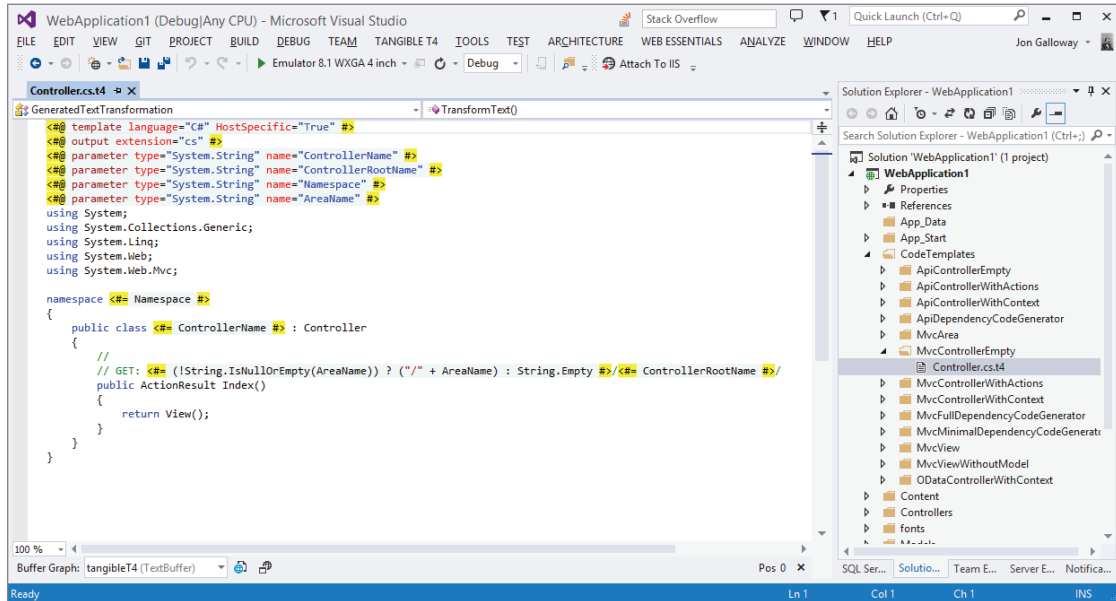 WebApplication1 (Debug|Any CPU) - Microsoft Visual Studio
Stack Overflow
1
Quick Launch (Ctrl+Q)
FILE EDIT VIEW GIT PROJECT BUILD DEBUG TEAM TANGIBLE T4 TOOLS TEST ARCHITECTURE WEB ESSENTIALS ANALYZE WINDOW HELP
Jon Galloway
Emulator 8.1 WXGA 4 inch
Debug
Attach To IIS
Controller.cs.t4
GeneratedTextTransformation
TransformText()
<#@ template language="C#" HostSpecific="True" #>
<#@ output extension="cs" #>
<#@ parameter type="System.String" name="ControllerName" #>
<#@ parameter type="System.String" name="ControllerRootName" #>
<#@ parameter type="System.String" name="Namespace" #>
<#@ parameter type="System.String" name="AreaName" #>
using System;
using System.Collections.Generic;
using System.Linq;
using System.Web;
using System.Web.Mvc;
namespace <#= Namespace #>
{
public class <#= ControllerName #> : Controller
{
//
// GET: <#= (!String.IsNullOrEmpty(AreaName)) ? ("/" + AreaName) : String.Empty #>/<#= ControllerRootName #>/
public ActionResult Index()
{
return View();
}
}
}
100 %
Buffer Graph: tangibleT4 (TextBuffer)
Pos 0
Solution Explorer - WebApplication1
Search Solution Explorer - WebApplication1 (Ctrl+;)
Solution 'WebApplication1' (1 project)
WebApplication1
Properties
References
App_Data
App_Start
CodeTemplates
ApiControllerEmpty
ApiControllerWithActions
ApiControllerWithContext
ApiDependencyCodeGenerator
MvcArea
MvcControllerEmpty
Controller.cs.t4
MvcControllerWithActions
MvcControllerWithContext
MvcFullDependencyCodeGenerator
MvcMinimalDependencyCodeGenerato
MvcView
MvcViewWithoutModel
ODataControllerWithContext
Content
Controllers
fonts
Models
SQL Ser... Solutio... Team E... Server E... Notifica...
Ready
Ln 1
Col 1
Ch 1
INS